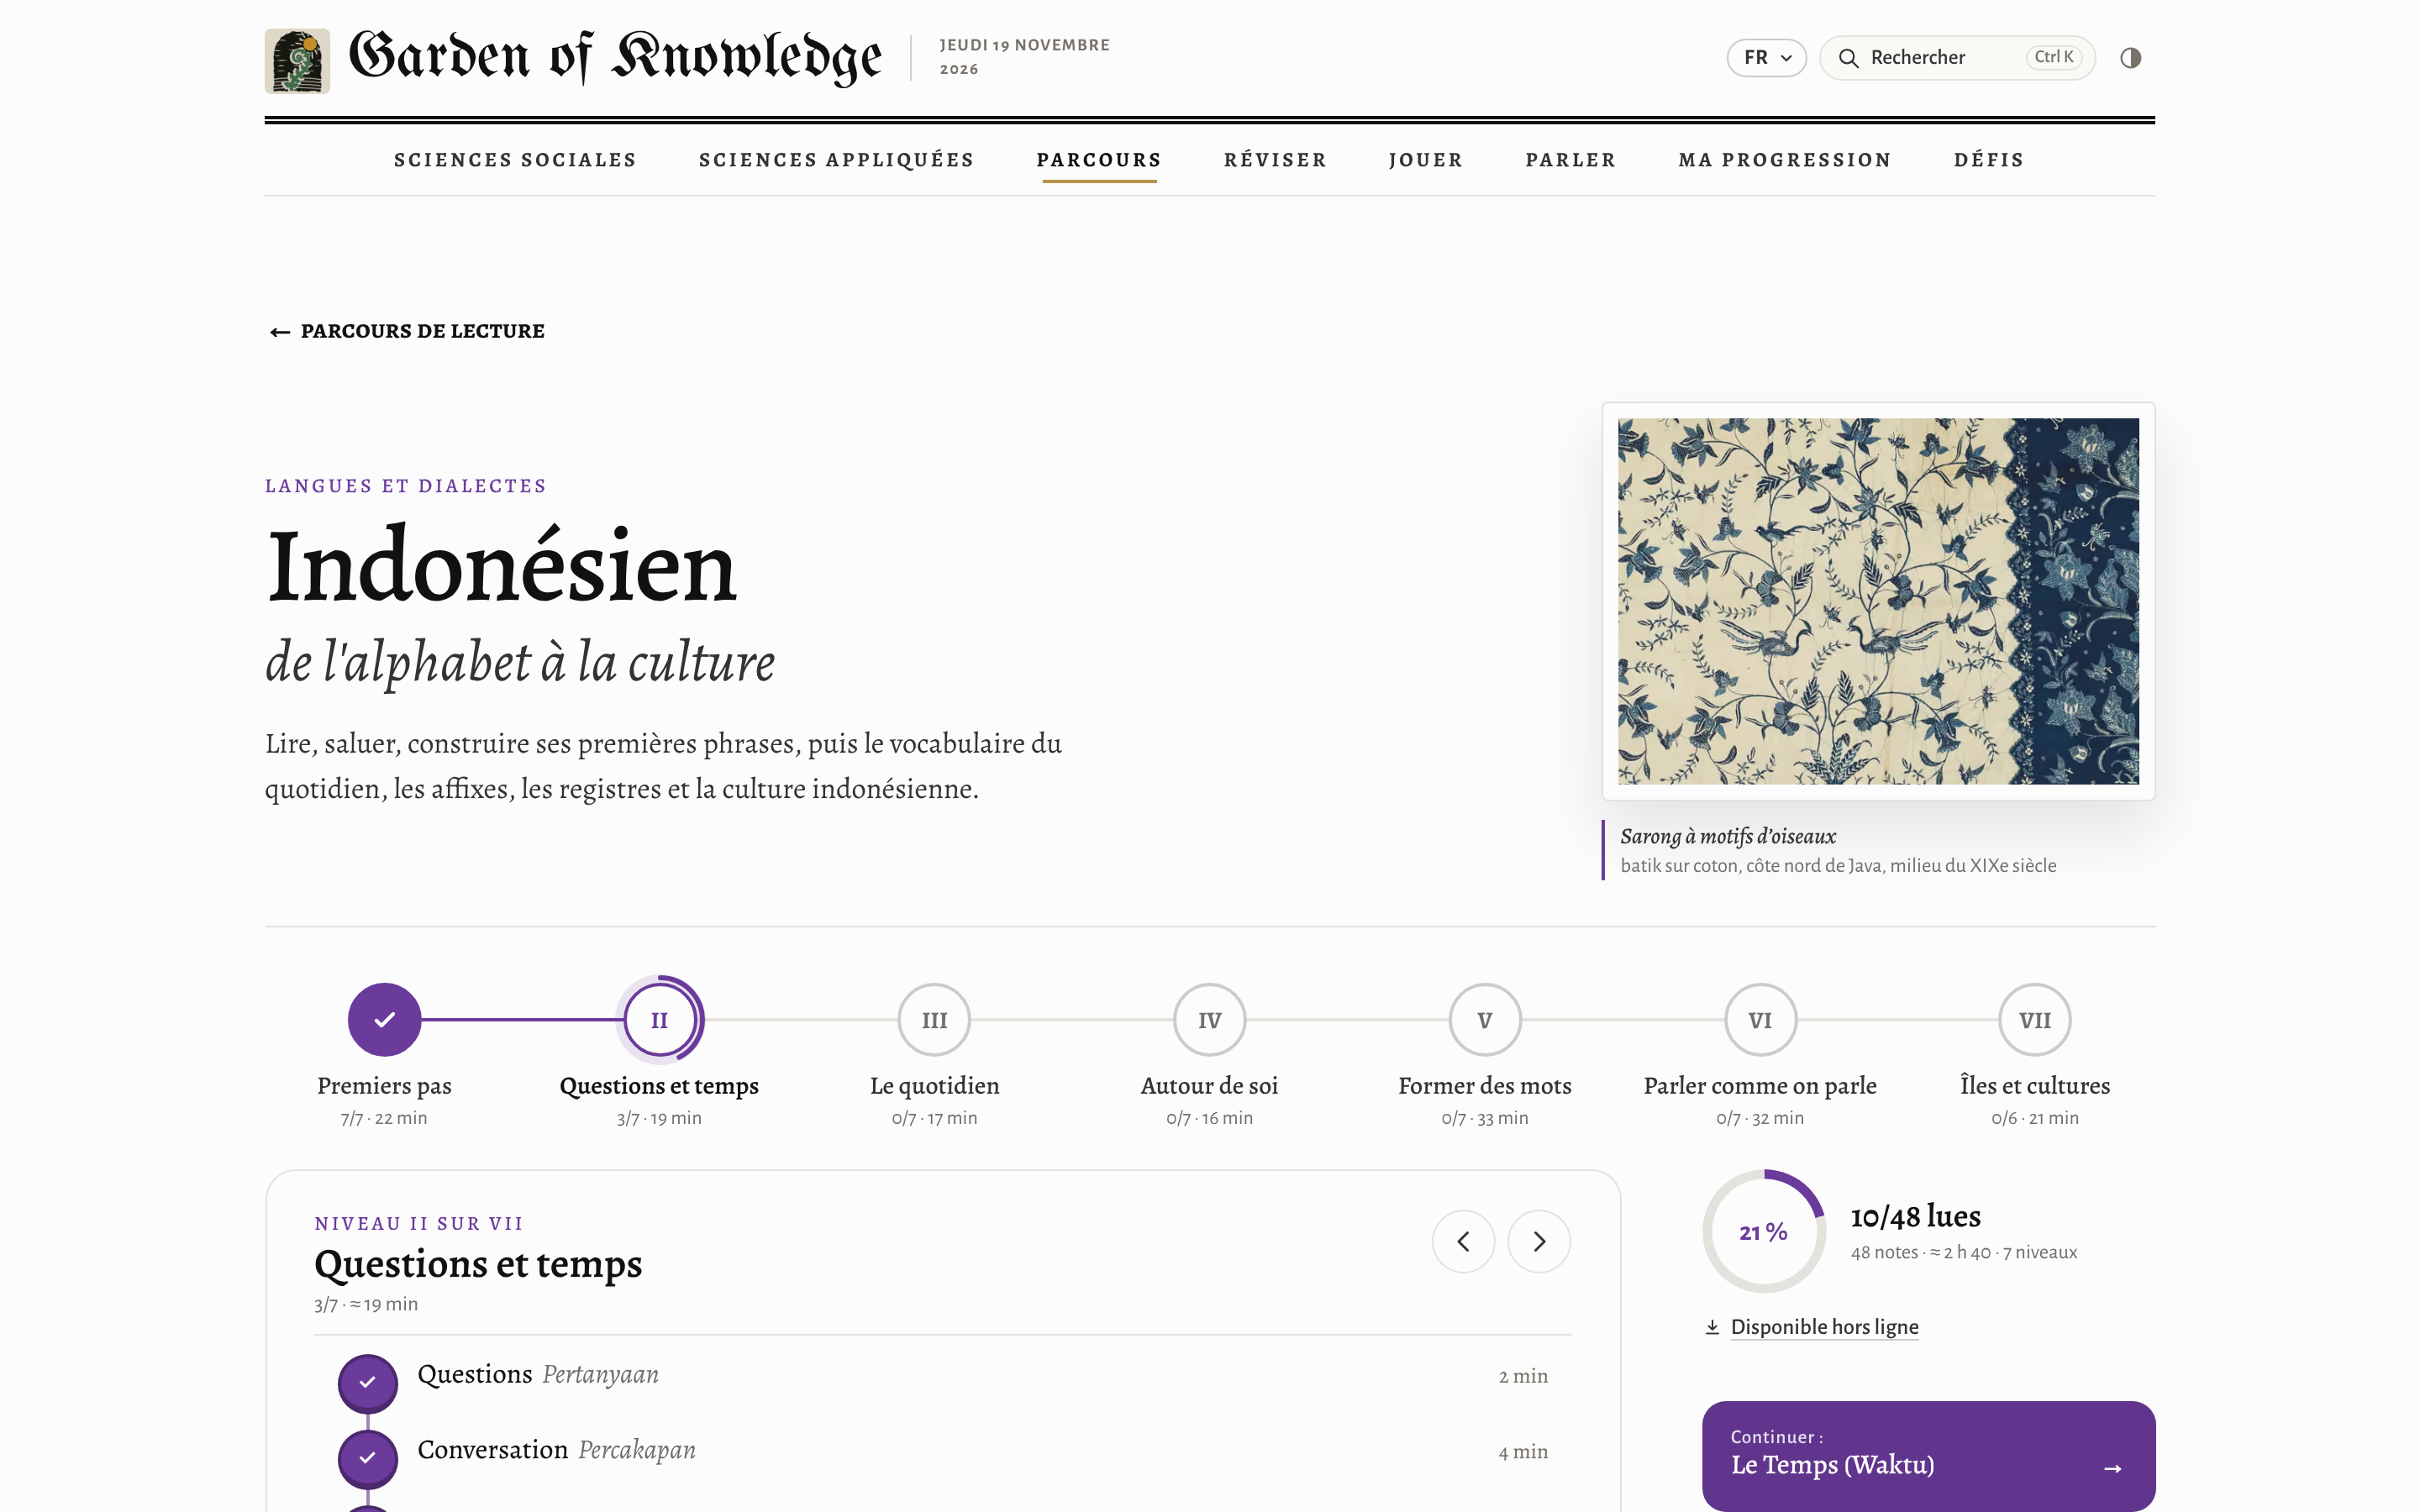 Garden of Knowledge
JEUDI 19 NOVEMBRE
2026
FR
Rechercher
Ctrl K
SCIENCES SOCIALES
SCIENCES APPLIQUÉES
PARCOURS
RÉVISER
JOUER
PARLER
MA PROGRESSION
DÉFIS
← PARCOURS DE LECTURE
LANGUES ET DIALECTES
Indonésien
de l'alphabet à la culture
Lire, saluer, construire ses premières phrases, puis le vocabulaire du
quotidien, les affixes, les registres et la culture indonésienne.
Sarong à motifs d’oiseaux
batik sur coton, côte nord de Java, milieu du XIXe siècle
II
III
IV
V
VI
VII
Premiers pas
7/7 · 22 min
Questions et temps
3/7 · 19 min
Le quotidien
0/7 · 17 min
Autour de soi
0/7 · 16 min
Former des mots
0/7 · 33 min
Parler comme on parle
0/7 · 32 min
Îles et cultures
0/6 · 21 min
NIVEAU II SUR VII
Questions et temps
3/7 · ≈ 19 min
Questions Pertanyaan
2 min
Conversation Percakapan
4 min
21 %
10/48 lues
48 notes · ≈ 2 h 40 · 7 niveaux
Disponible hors ligne
Continuer :
Le Temps (Waktu)
→